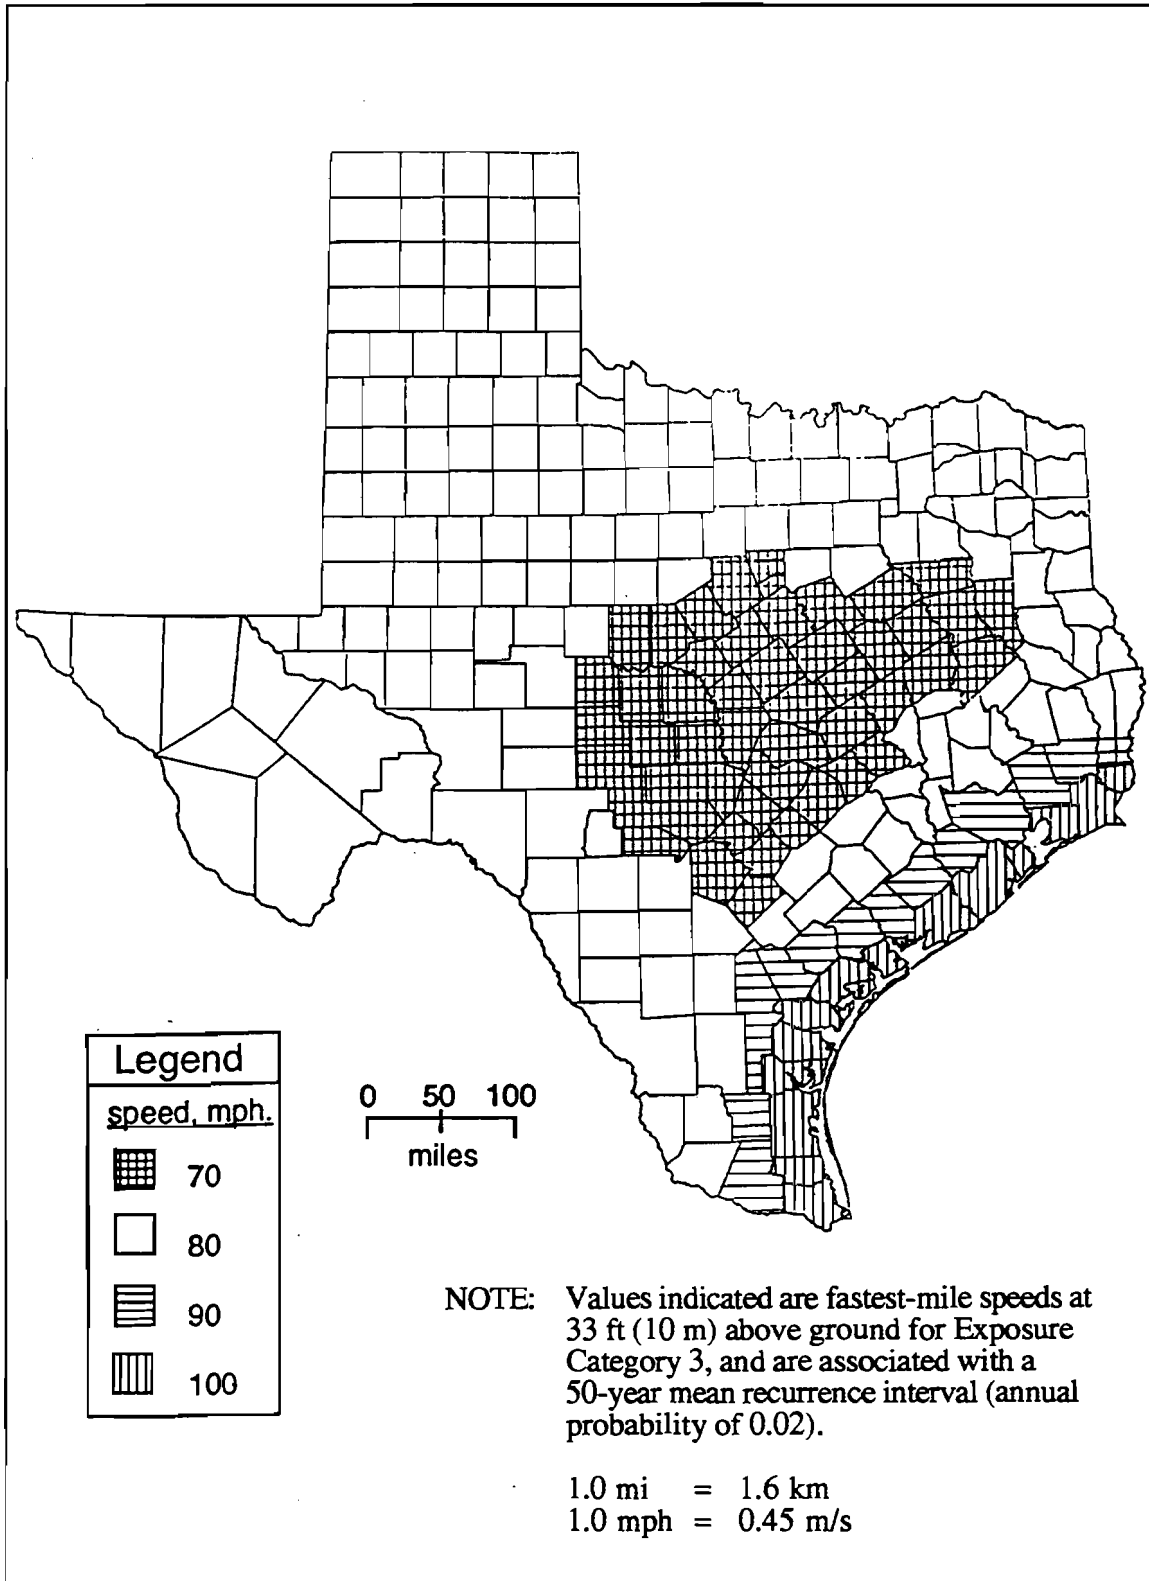 Legend
speed, mph.
70
80
90
100
0 50 100
miles
NOTE: Values indicated are fastest-mile speeds at
33 ft (10 m) above ground for Exposure
Category 3, and are associated with a
50-year mean recurrence interval (annual
probability of 0.02).
1.0 mi = 1.6 km
1.0 mph = 0.45 m/s